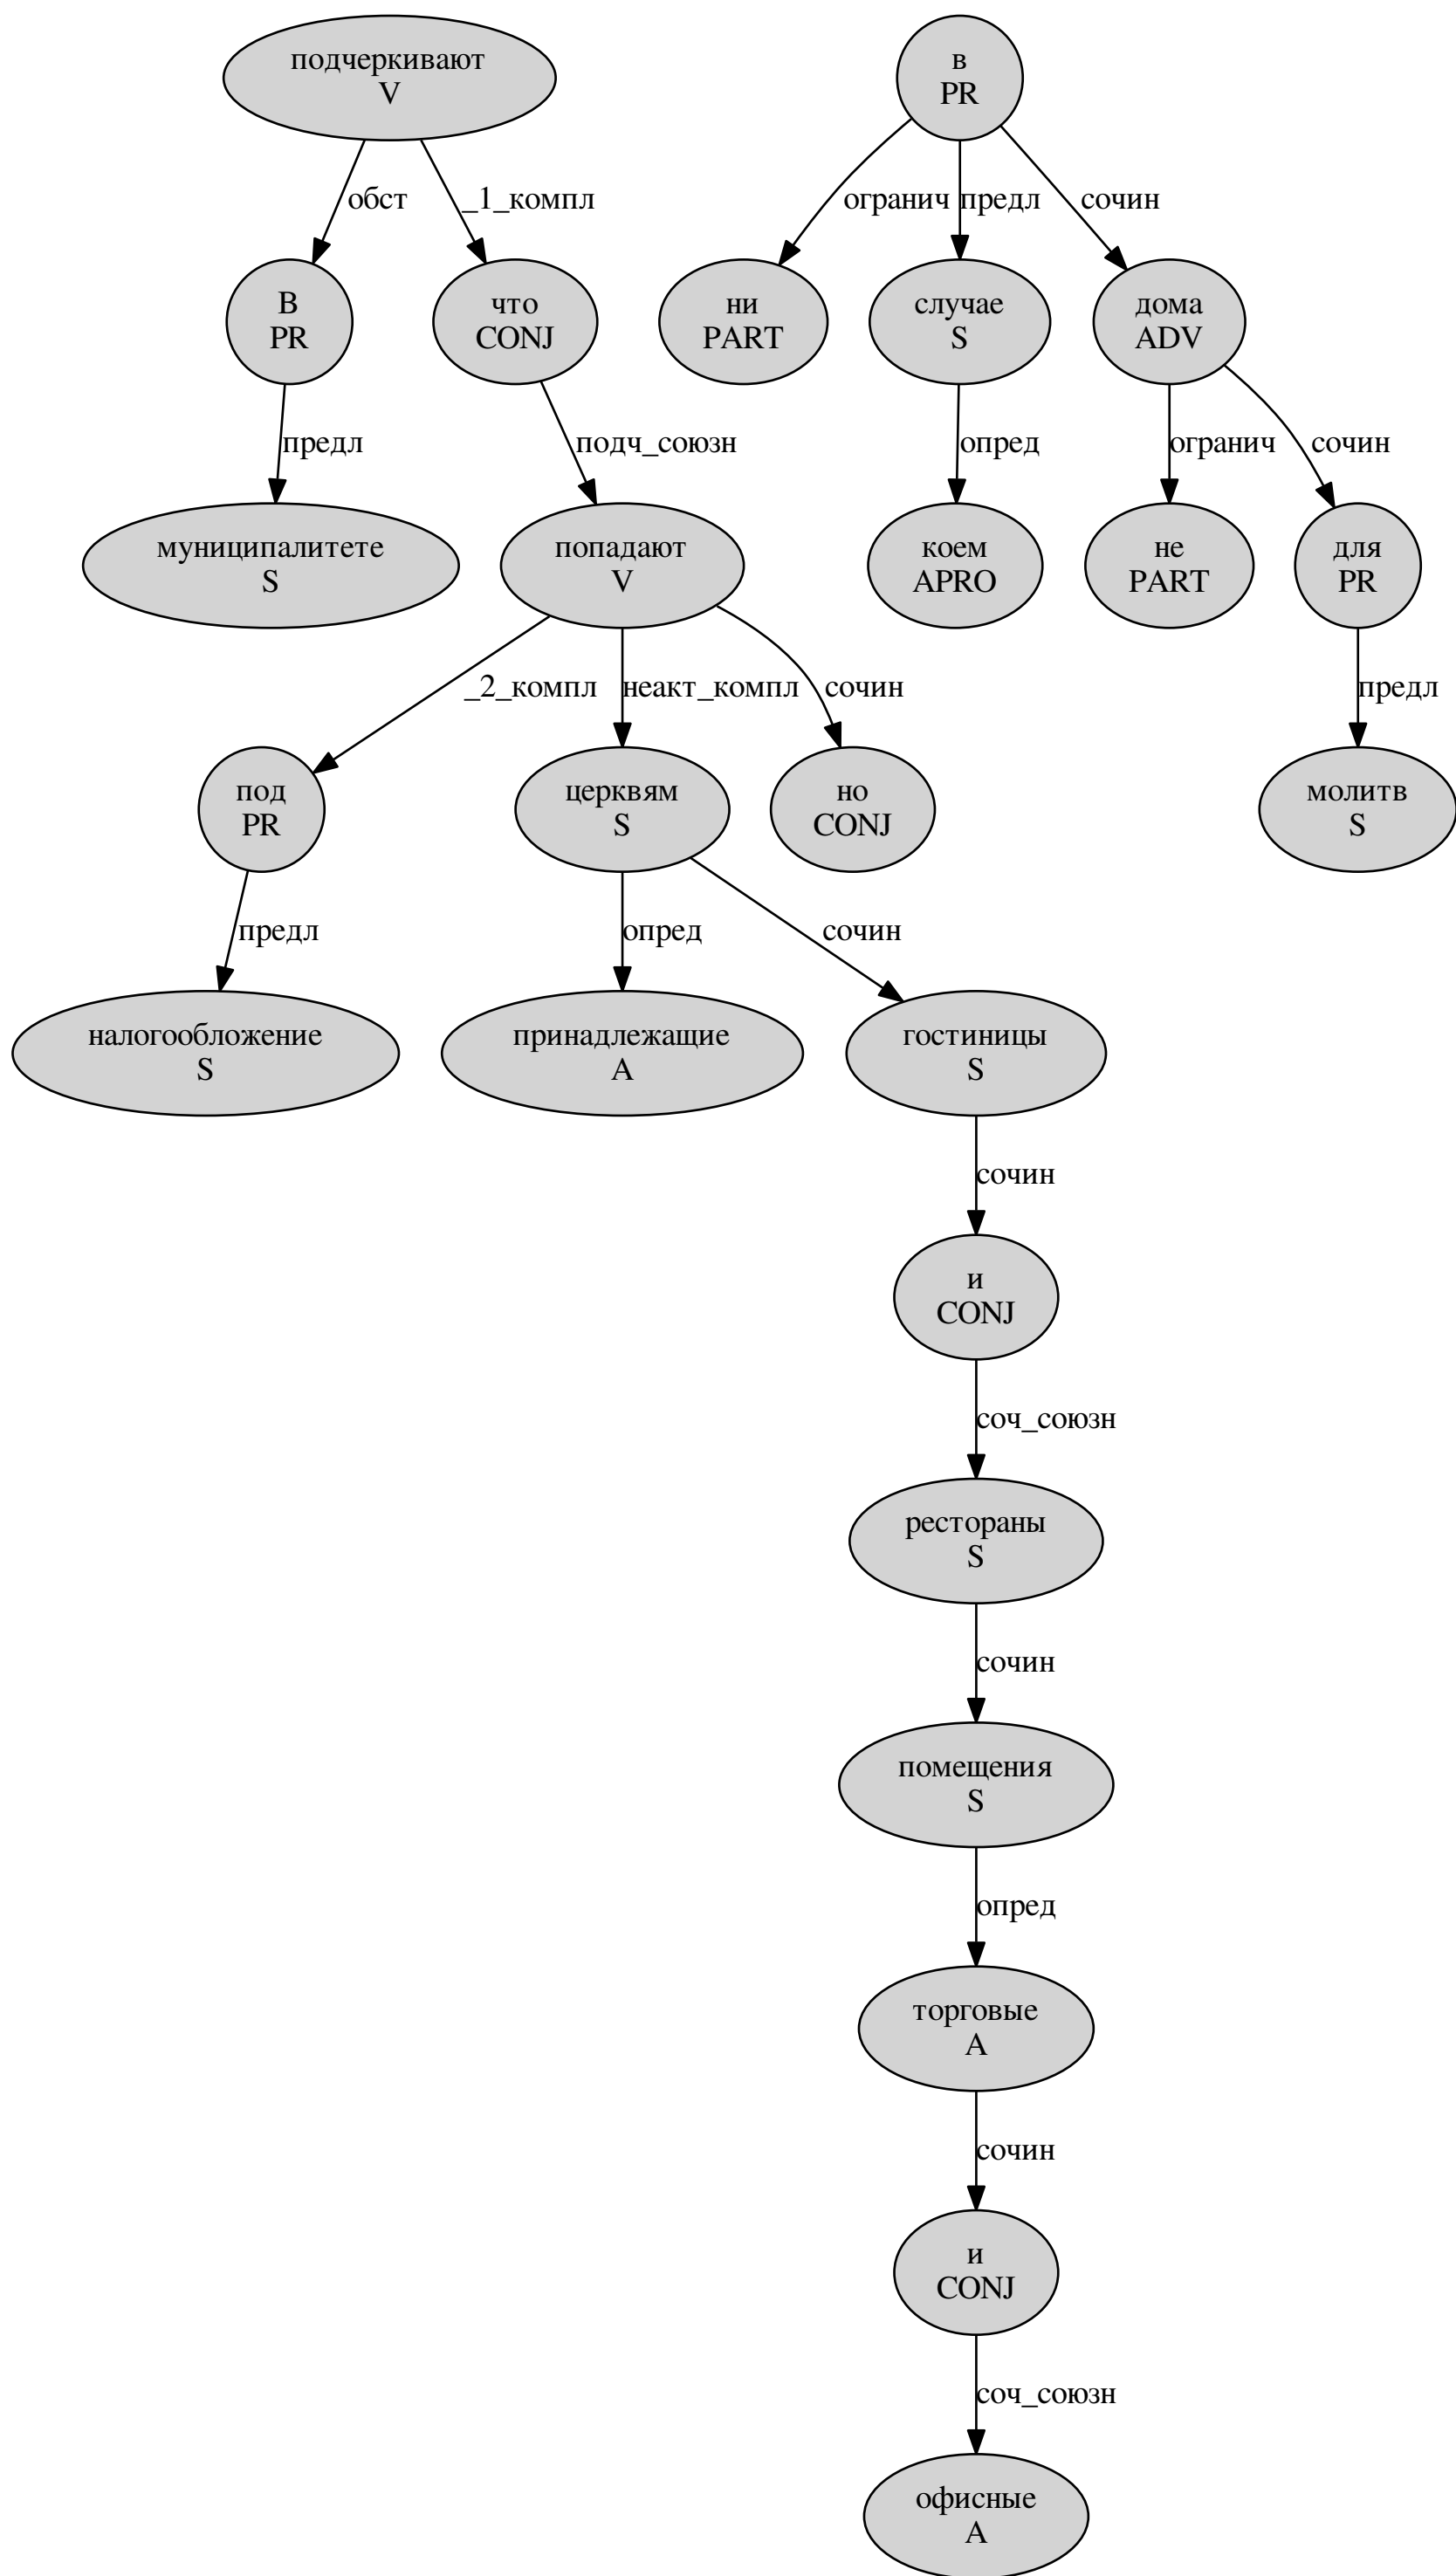 подчеркивают
V
в
PR
обст
_1_компл
огранич
предл
сочин
В
PR
что
CONJ
ни
PART
случае
S
дома
ADV
предл
подч_союзн
опред
огранич
сочин
муниципалитете
S
попадают
V
коем
APRO
не
PART
для
PR
_2_компл
неакт_компл
сочин
предл
под
PR
церквям
S
но
CONJ
молитв
S
предл
опред
сочин
налогообложение
S
принадлежащие
A
гостиницы
S
сочин
и
CONJ
соч_союзн
рестораны
S
сочин
помещения
S
опред
торговые
A
сочин
и
CONJ
соч_союзн
офисные
A